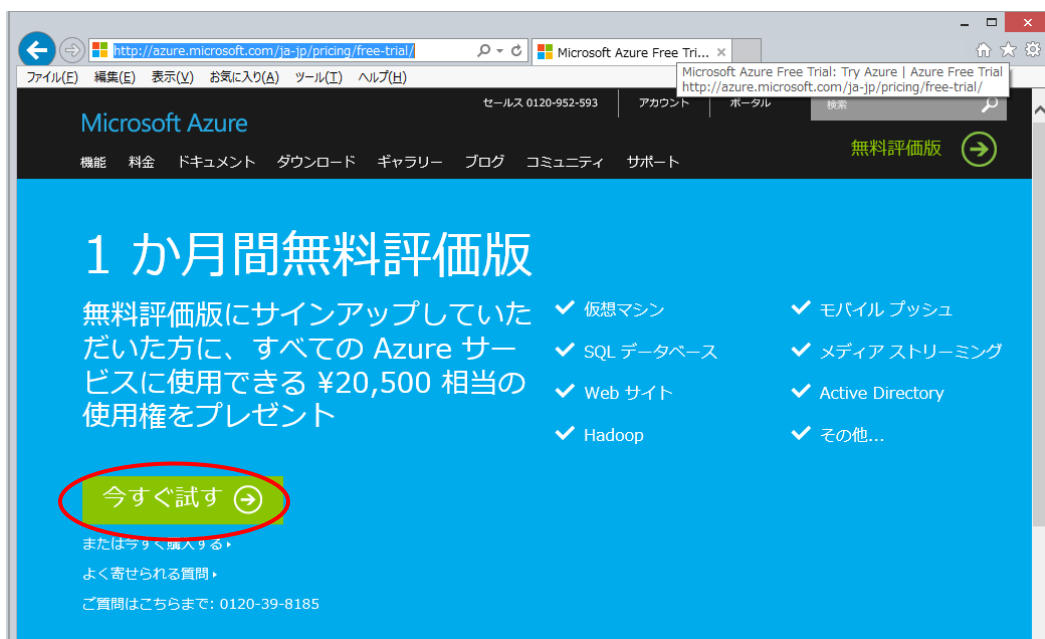 http://azure.microsoft.com/ja-jp/pricing/free-trial/
Microsoft Azure Free Tri...
ファイル(F) 編集(E) 表示(V) お気に入り(A) ツール(T) ヘルプ(H)
Microsoft Azure Free Trial: Try Azure | Azure Free Trial
http://azure.microsoft.com/ja-jp/pricing/free-trial/
セールス 0120-952-593 アカウント ポータル 検索
Microsoft Azure
機能 料金 ドキュメント ダウンロード ギャラリー ブログ コミュニティ サポート
無料評価版
1 か月間無料評価版
無料評価版にサインアップしていた
だいた方に、すべての Azure サー
ビスに使用できる ¥20,500 相当の
使用権をプレゼント
仮想マシン
SQL データベース
Web サイト
Hadoop
モバイル プッシュ
メディア ストリーミング
Active Directory
その他...
今すぐ試す
または今すぐ購入する
よく寄せられる質問
ご質問はこちらまで: 0120-39-8185